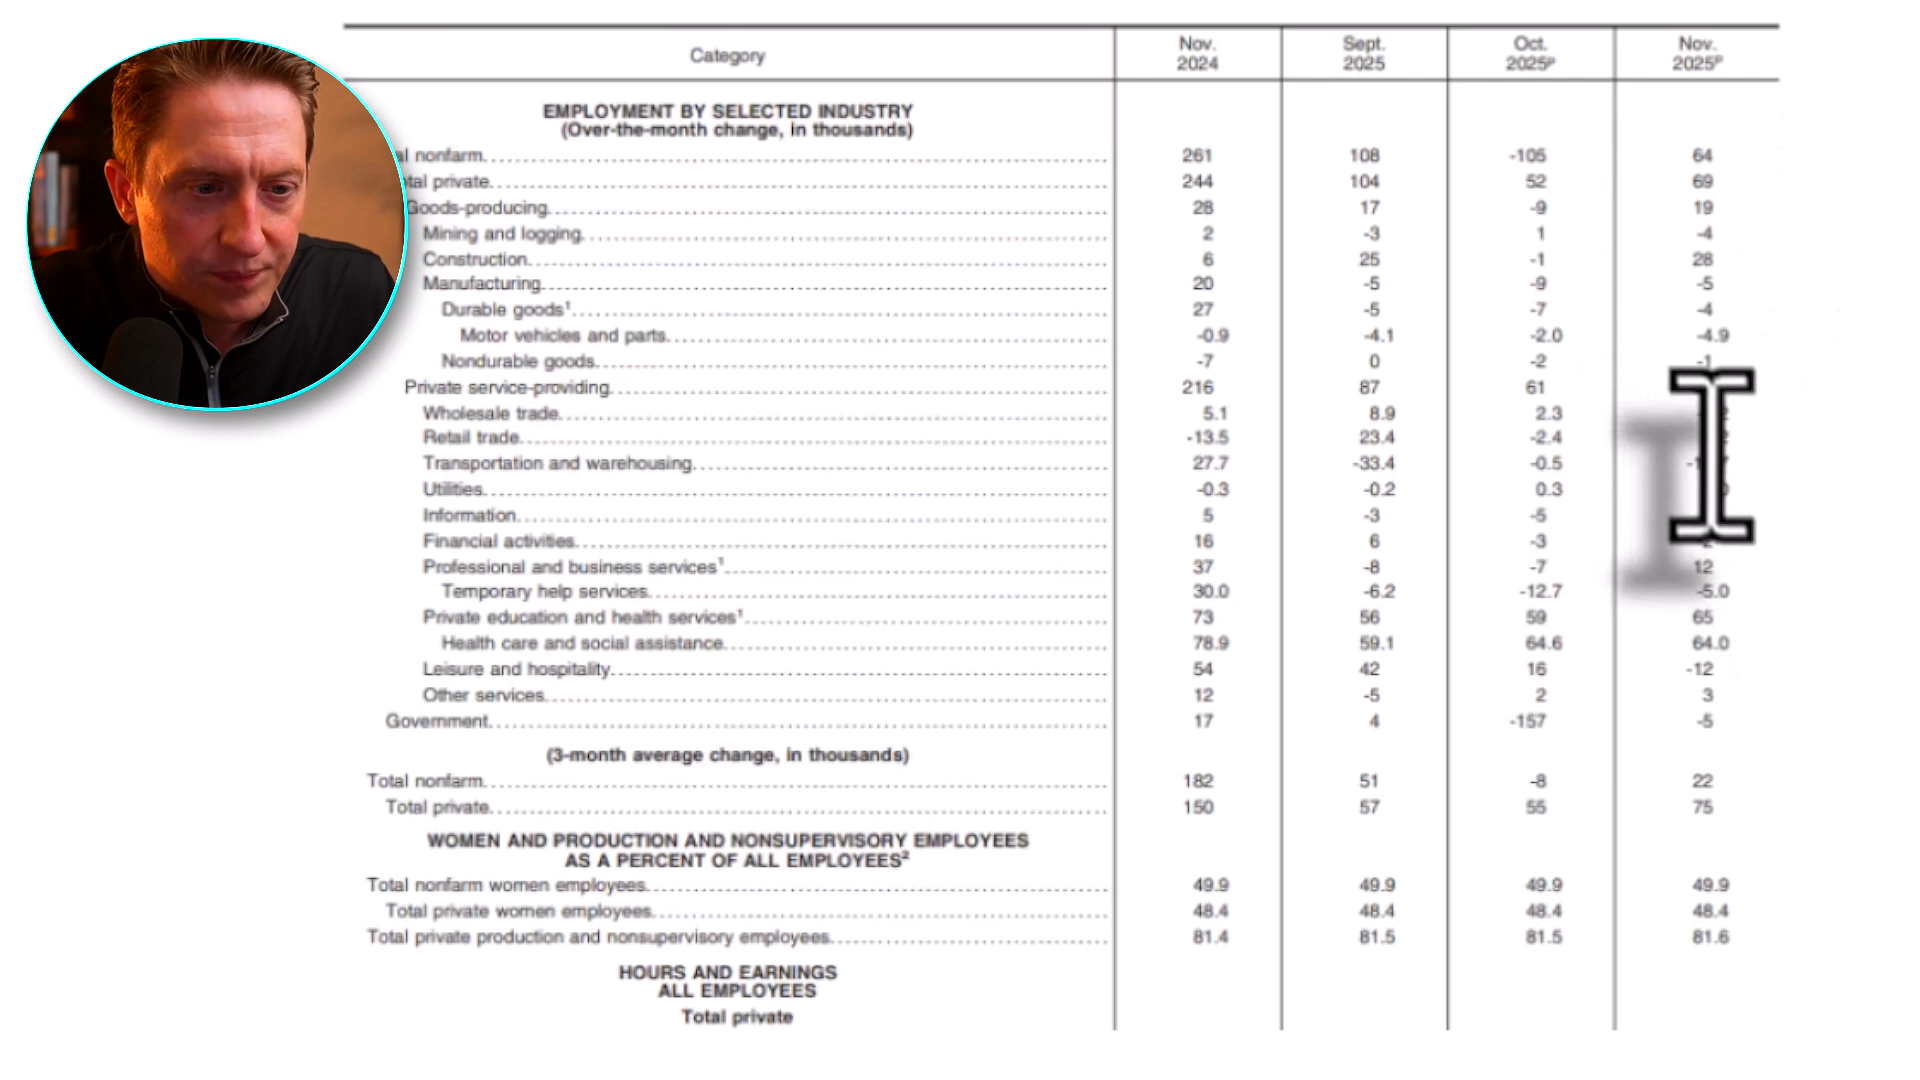 Category Nov. 2024 Sept. 2025 Oct. 2025ᵖ Nov. 2025ᵖ
EMPLOYMENT BY SELECTED INDUSTRY
(Over-the-month change, in thousands)
nonfarm 261 108 -105 64
private 244 104 52 69
Goods-producing 28 17 -9 19
Mining and logging 2 -3 1 -4
Construction 6 25 -1 28
Manufacturing 20 -5 -9 -5
Durable goods¹ 27 -5 -7 -4
Motor vehicles and parts -0.9 -4.1 -2.0 -4.9
Nondurable goods -7 0 -2 -1
Private service-providing 216 87 61
Wholesale trade 5.1 8.9 2.3
Retail trade -13.5 23.4 -2.4
Transportation and warehousing 27.7 -33.4 -0.5
Utilities -0.3 -0.2 0.3
Information 5 -3 -5
Financial activities 16 6 -3
Professional and business services¹ 37 -8 -7 12
Temporary help services 30.0 -6.2 -12.7 -5.0
Private education and health services¹ 73 56 59 65
Health care and social assistance 78.9 59.1 64.6 64.0
Leisure and hospitality 54 42 16 -12
Other services 12 -5 2 3
Government 17 4 -157 -5
(3-month average change, in thousands)
Total nonfarm 182 51 -8 22
Total private 150 57 55 75
WOMEN AND PRODUCTION AND NONSUPERVISORY EMPLOYEES
AS A PERCENT OF ALL EMPLOYEES²
Total nonfarm women employees 49.9 49.9 49.9 49.9
Total private women employees 48.4 48.4 48.4 48.4
Total private production and nonsupervisory employees 81.4 81.5 81.5 81.6
HOURS AND EARNINGS
ALL EMPLOYEES
Total private